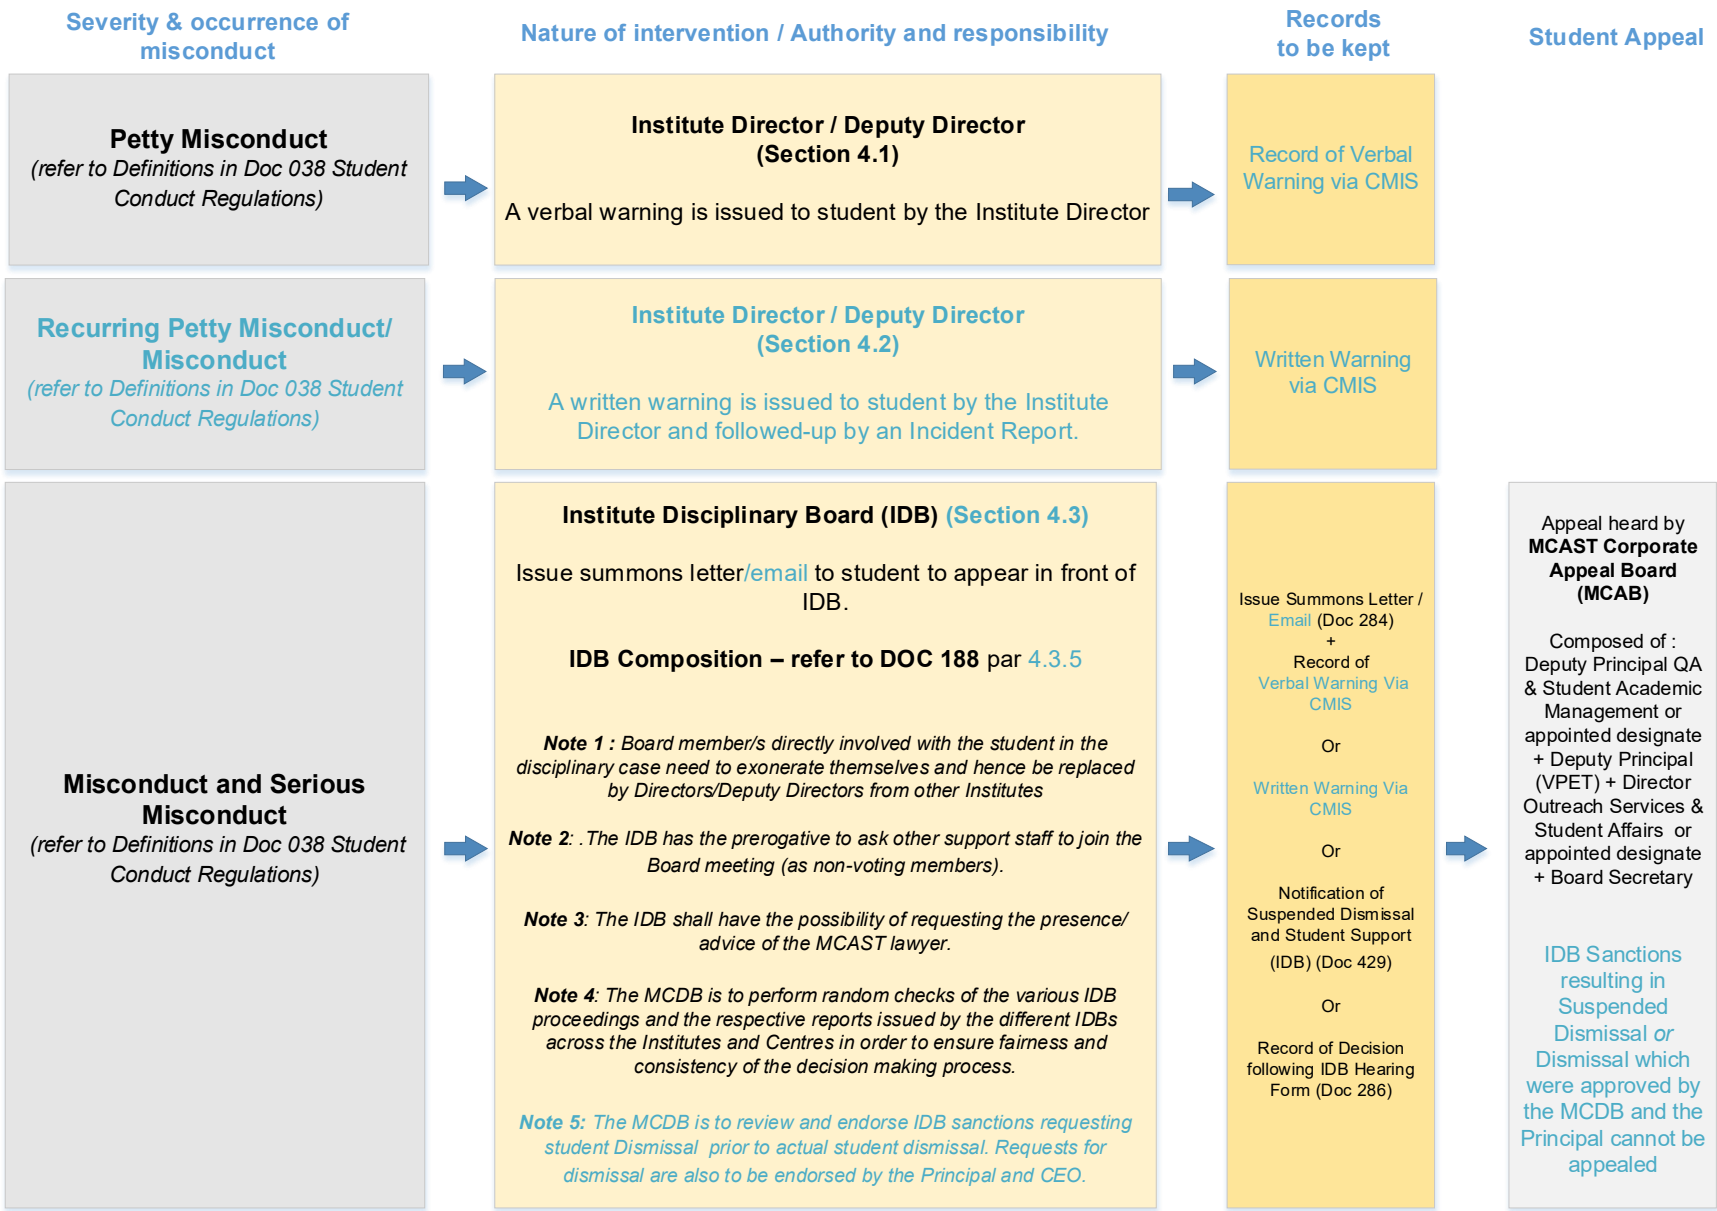 Severity & occurrence of
misconduct
Nature of intervention / Authority and responsibility
Records
to be kept
Student Appeal
Petty Misconduct
(refer to Definitions in Doc 038 Student
Conduct Regulations)
Institute Director / Deputy Director
(Section 4.1)
A verbal warning is issued to student by the Institute Director
Record of Verbal
Warning via CMIS
Recurring Petty Misconduct/
Misconduct
(refer to Definitions in Doc 038 Student
Conduct Regulations)
Institute Director / Deputy Director
(Section 4.2)
A written warning is issued to student by the Institute
Director and followed-up by an Incident Report.
Written Warning
via CMIS
Misconduct and Serious
Misconduct
(refer to Definitions in Doc 038 Student
Conduct Regulations)
Institute Disciplinary Board (IDB) (Section 4.3)
Issue summons letter/email to student to appear in front of
IDB.
IDB Composition – refer to DOC 188 par 4.3.5
Note 1 : Board member/s directly involved with the student in the
disciplinary case need to exonerate themselves and hence be replaced
by Directors/Deputy Directors from other Institutes
Note 2: .The IDB has the prerogative to ask other support staff to join the
Board meeting (as non-voting members).
Note 3: The IDB shall have the possibility of requesting the presence/
advice of the MCAST lawyer.
Note 4: The MCDB is to perform random checks of the various IDB
proceedings and the respective reports issued by the different IDBs
across the Institutes and Centres in order to ensure fairness and
consistency of the decision making process.
Note 5: The MCDB is to review and endorse IDB sanctions requesting
student Dismissal  prior to actual student dismissal. Requests for
dismissal are also to be endorsed by the Principal and CEO.
Issue Summons Letter /
Email (Doc 284)
+
Record of
Verbal Warning Via
CMIS
Or
Written Warning Via
CMIS
Or
Notification of
Suspended Dismissal
and Student Support
(IDB) (Doc 429)
Or
Record of Decision
following IDB Hearing
Form (Doc 286)
Appeal heard by
MCAST Corporate
Appeal Board
(MCAB)
Composed of :
Deputy Principal QA
& Student Academic
Management or
appointed designate
+ Deputy Principal
(VPET) + Director
Outreach Services &
Student Affairs  or
appointed designate
+ Board Secretary
IDB Sanctions
resulting in
Suspended
Dismissal or
Dismissal which
were approved by
the MCDB and the
Principal cannot be
appealed